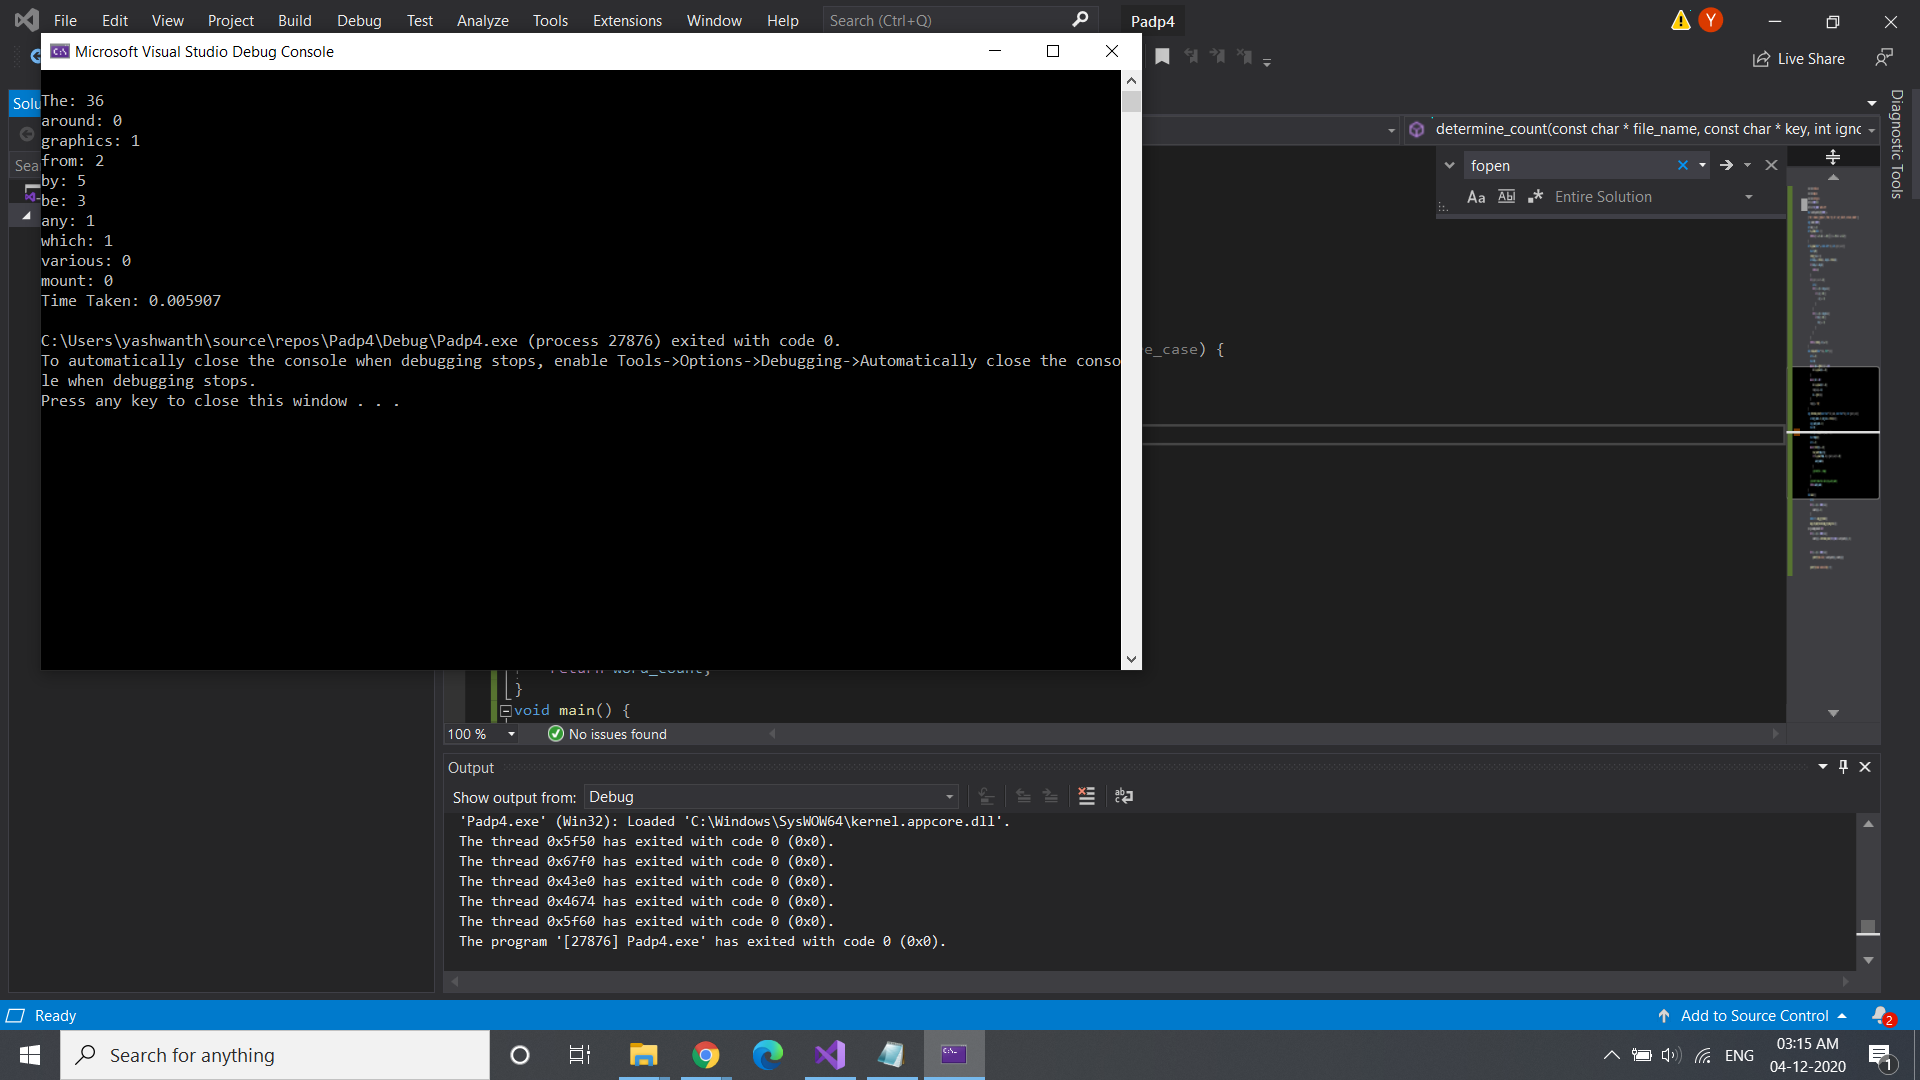 File Edit View Project Build Debug Test Analyze Tools Extensions Window Help Search (Ctrl+Q) Padp4 Y
Microsoft Visual Studio Debug Console
Live Share
The: 36
around: 0
graphics: 1
from: 2
by: 5
be: 3
any: 1
which: 1
various: 0
mount: 0
Time Taken: 0.005907
C:\Users\yashwanth\source\repos\Padp4\Debug\Padp4.exe (process 27876) exited with code 0.
To automatically close the console when debugging stops, enable Tools->Options->Debugging->Automatically close the conso
le when debugging stops.
Press any key to close this window . . .
Solu
Sea
determine_count(const char * file_name, const char * key, int igno
Diagnostic Tools
fopen
Aa Abl Entire Solution
e_case) {
return word_count;
}
void main() {
100 % No issues found
Output
Show output from: Debug
'Padp4.exe' (Win32): Loaded 'C:\Windows\SysWOW64\kernel.appcore.dll'.
The thread 0x5f50 has exited with code 0 (0x0).
The thread 0x67f0 has exited with code 0 (0x0).
The thread 0x43e0 has exited with code 0 (0x0).
The thread 0x4674 has exited with code 0 (0x0).
The thread 0x5f60 has exited with code 0 (0x0).
The program '[27876] Padp4.exe' has exited with code 0 (0x0).
Ready Add to Source Control 2
Search for anything
ENG
03:15 AM
04-12-2020
1